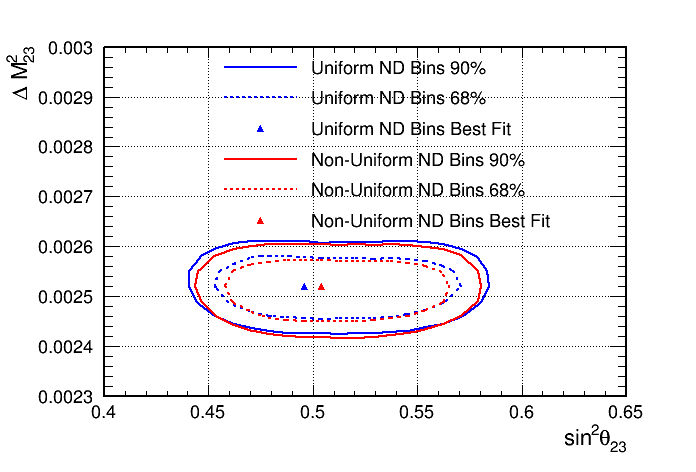 Δ M²₂₃
0.003
0.0029
0.0028
0.0027
0.0026
0.0025
0.0024
0.0023
Uniform ND Bins 90%
Uniform ND Bins 68%
Uniform ND Bins Best Fit
Non-Uniform ND Bins 90%
Non-Uniform ND Bins 68%
Non-Uniform ND Bins Best Fit
0.4 0.45 0.5 0.55 0.6 0.65
sin²θ₂₃